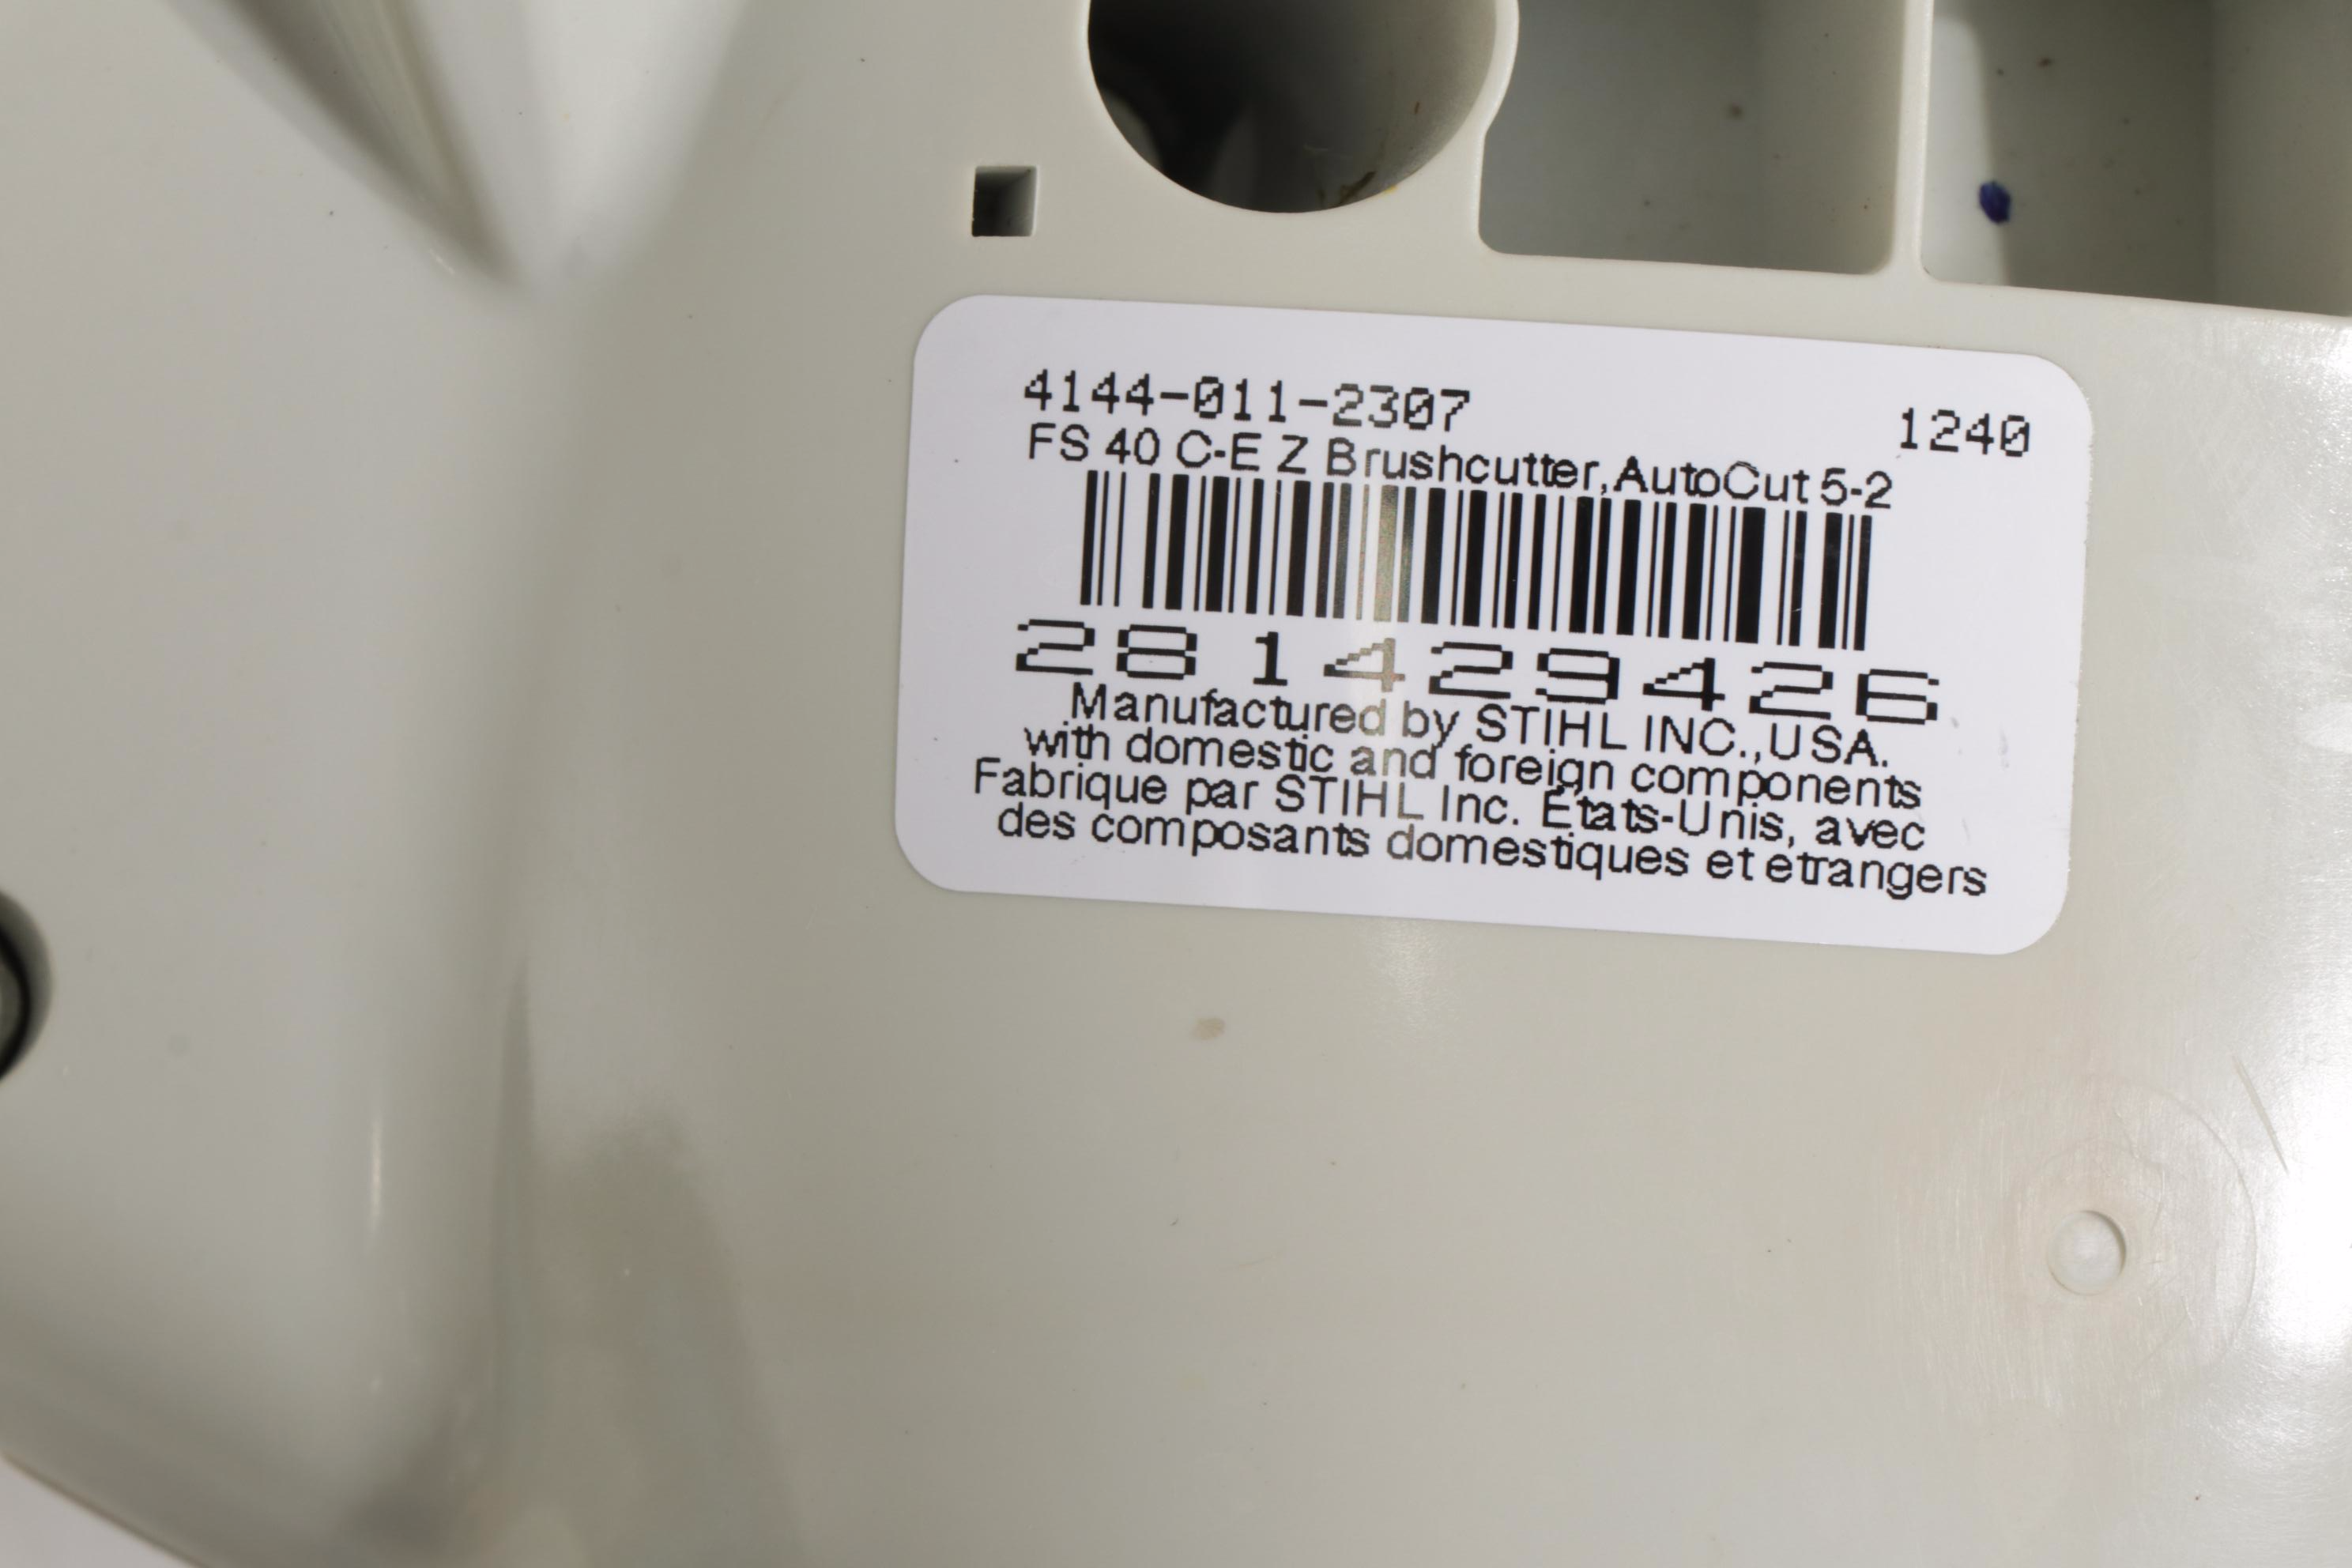 4144-011-2307 1240
FS 40 C-E Z Brushcutter,AutoCut 5-2
281429426
Manufactured by STIHL INC.,USA.
with domestic and foreign components
Fabrique par STIHL Inc. États-Unis, avec
des composants domestiques et etrangers